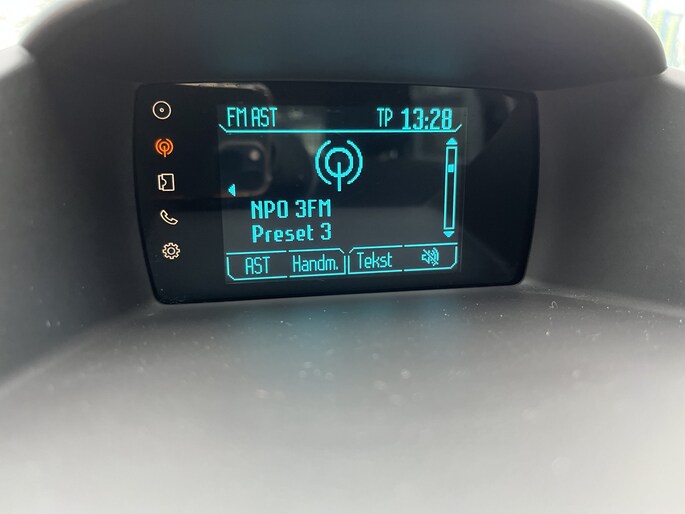 FM AST TP 13:28
NPO 3FM
Preset 3
AST Handm. Tekst